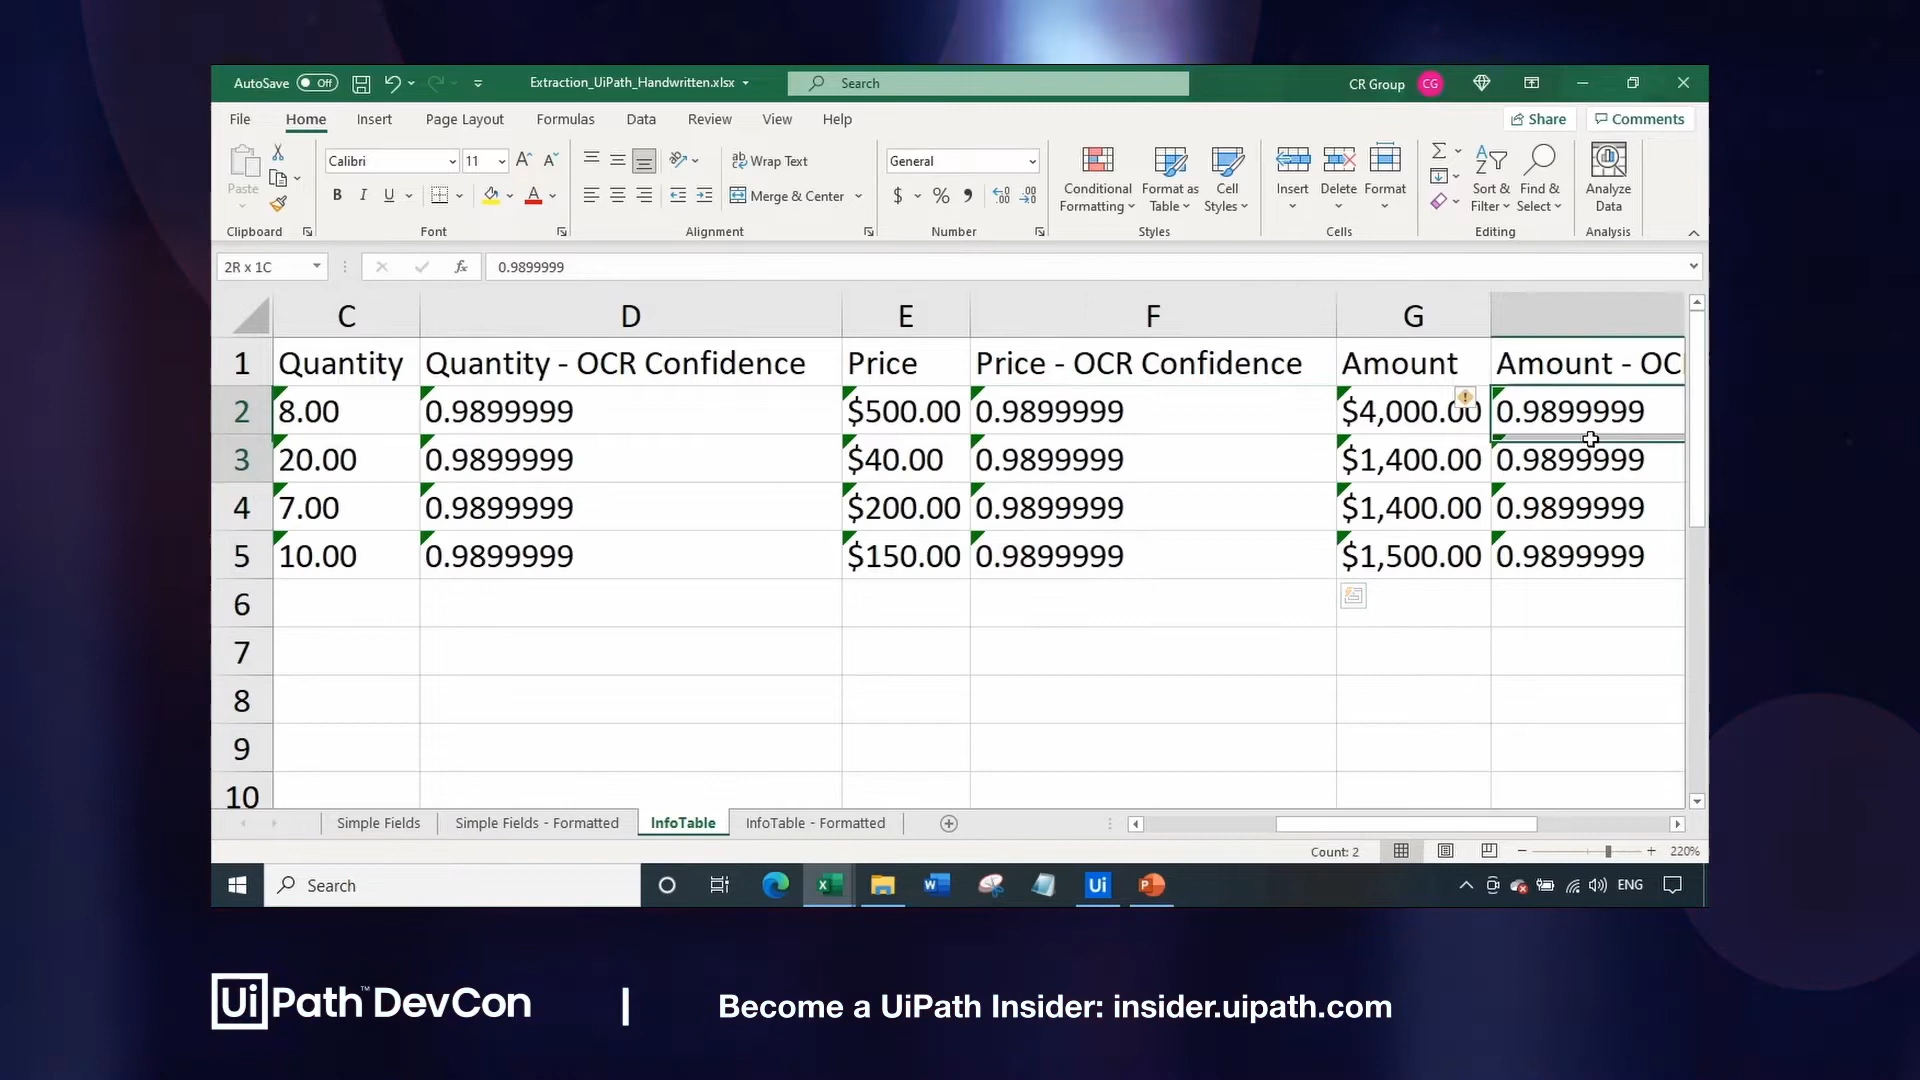 AutoSave Off Extraction_UiPath_Handwritten.xlsx Search CR Group CG
File Home Insert Page Layout Formulas Data Review View Help Share Comments
Paste Calibri 11 ab Wrap Text General Conditional Formatting Format as Table Cell Styles Insert Delete Format Sort & Filter Find & Select Analyze Data
B I U A Merge & Center $ % 9
Clipboard Font Alignment Number Styles Cells Editing Analysis
2R x 1C fx 0.9899999
C D E F G
1 Quantity Quantity - OCR Confidence Price Price - OCR Confidence Amount Amount - OC
2 8.00 0.9899999 $500.00 0.9899999 $4,000.00 0.9899999
3 20.00 0.9899999 $40.00 0.9899999 $1,400.00 0.9899999
4 7.00 0.9899999 $200.00 0.9899999 $1,400.00 0.9899999
5 10.00 0.9899999 $150.00 0.9899999 $1,500.00 0.9899999
6
7
8
9
10
Simple Fields Simple Fields - Formatted InfoTable InfoTable - Formatted
Count: 2 220%
Search Ui ENG
UiPath™ DevCon | Become a UiPath Insider: insider.uipath.com